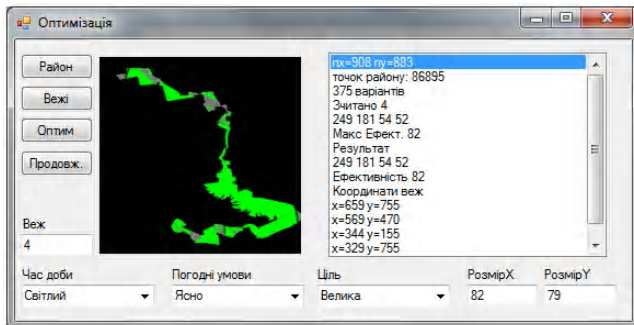 Оптимізація
Район
Вежі
Оптим
Продовж.
Веж
4
nx=908 ny=883
точок району: 86895
375 варіантів
Зчитано 4
249 181 54 52
Макс Ефект. 82
Результат
249 181 54 52
Ефективність 82
Координати веж
x=659 y=755
x=569 y=470
x=344 y=155
x=329 y=755
Час доби
Погодні умови
Ціль
РозмірX
РозмірY
Світлий
Ясно
Велика
82
79